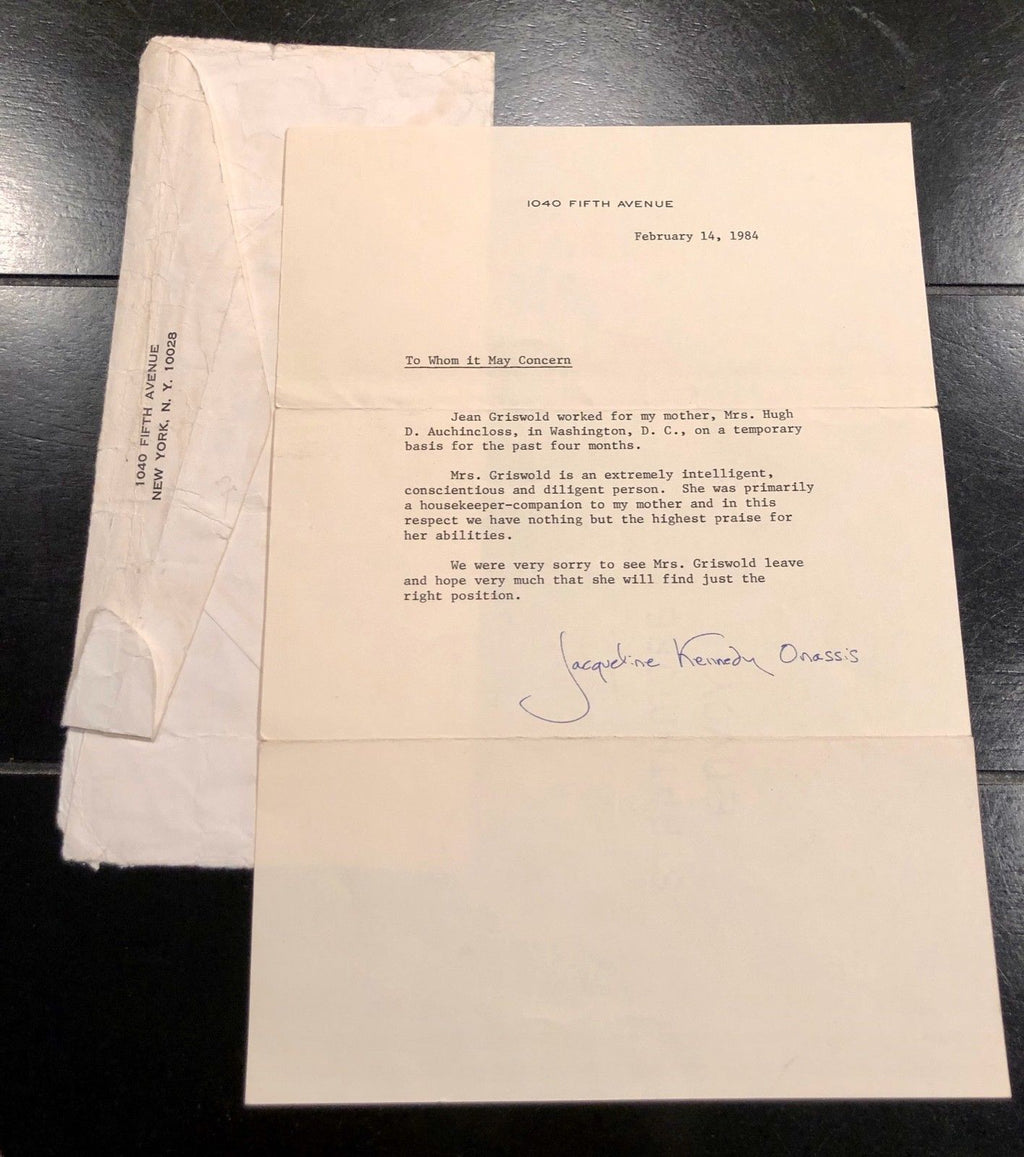 1040 FIFTH AVENUE
NEW YORK, N. Y. 10028
1040 FIFTH AVENUE
February 14, 1984
To Whom it May Concern
Jean Griswold worked for my mother, Mrs. Hugh
D. Auchincloss, in Washington, D. C., on a temporary
basis for the past four months.
Mrs. Griswold is an extremely intelligent,
conscientious and diligent person. She was primarily
a housekeeper-companion to my mother and in this
respect we have nothing but the highest praise for
her abilities.
We were very sorry to see Mrs. Griswold leave
and hope very much that she will find just the
right position.
Jacqueline Kennedy Onassis